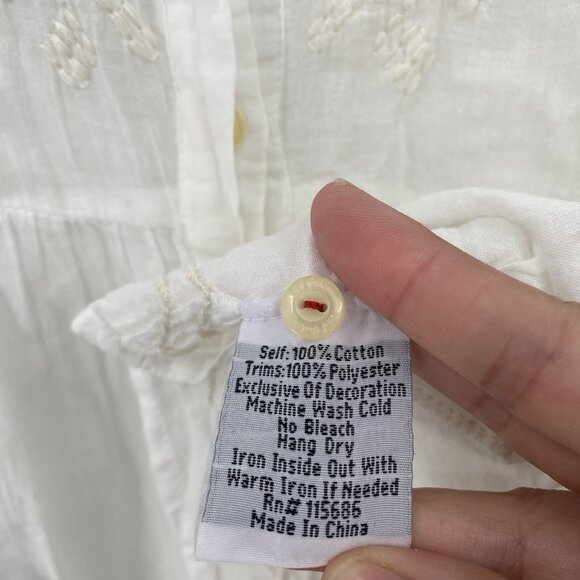 Self:100% Cotton
Trims:100% Polyester
Exclusive Of Decoration
Machine Wash Cold
No Bleach
Hang Dry
Iron Inside Out With
Warm Iron If Needed
Rn# 115686
Made In China